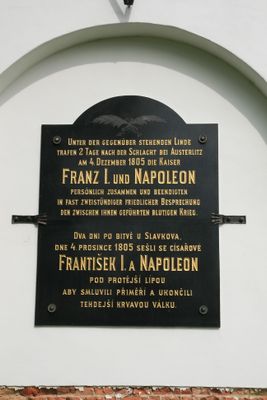 Unter der gegenüber stehenden Linde
trafen 2 Tage nach der Schlacht bei Austerlitz
am 4. Dezember 1805 die Kaiser
Franz I. und Napoleon
persönlich zusammen und beendigten
in fast zweistündiger friedlicher Besprechung
den zwischen ihnen geführten blutigen Krieg.
Dva dni po bitvě u Slavkova,
dne 4. prosince 1805 sešli se císařové
František I. a Napoleon
pod protější lípou
aby smluvili příměří a ukončili
tehdejší krvavou válku.